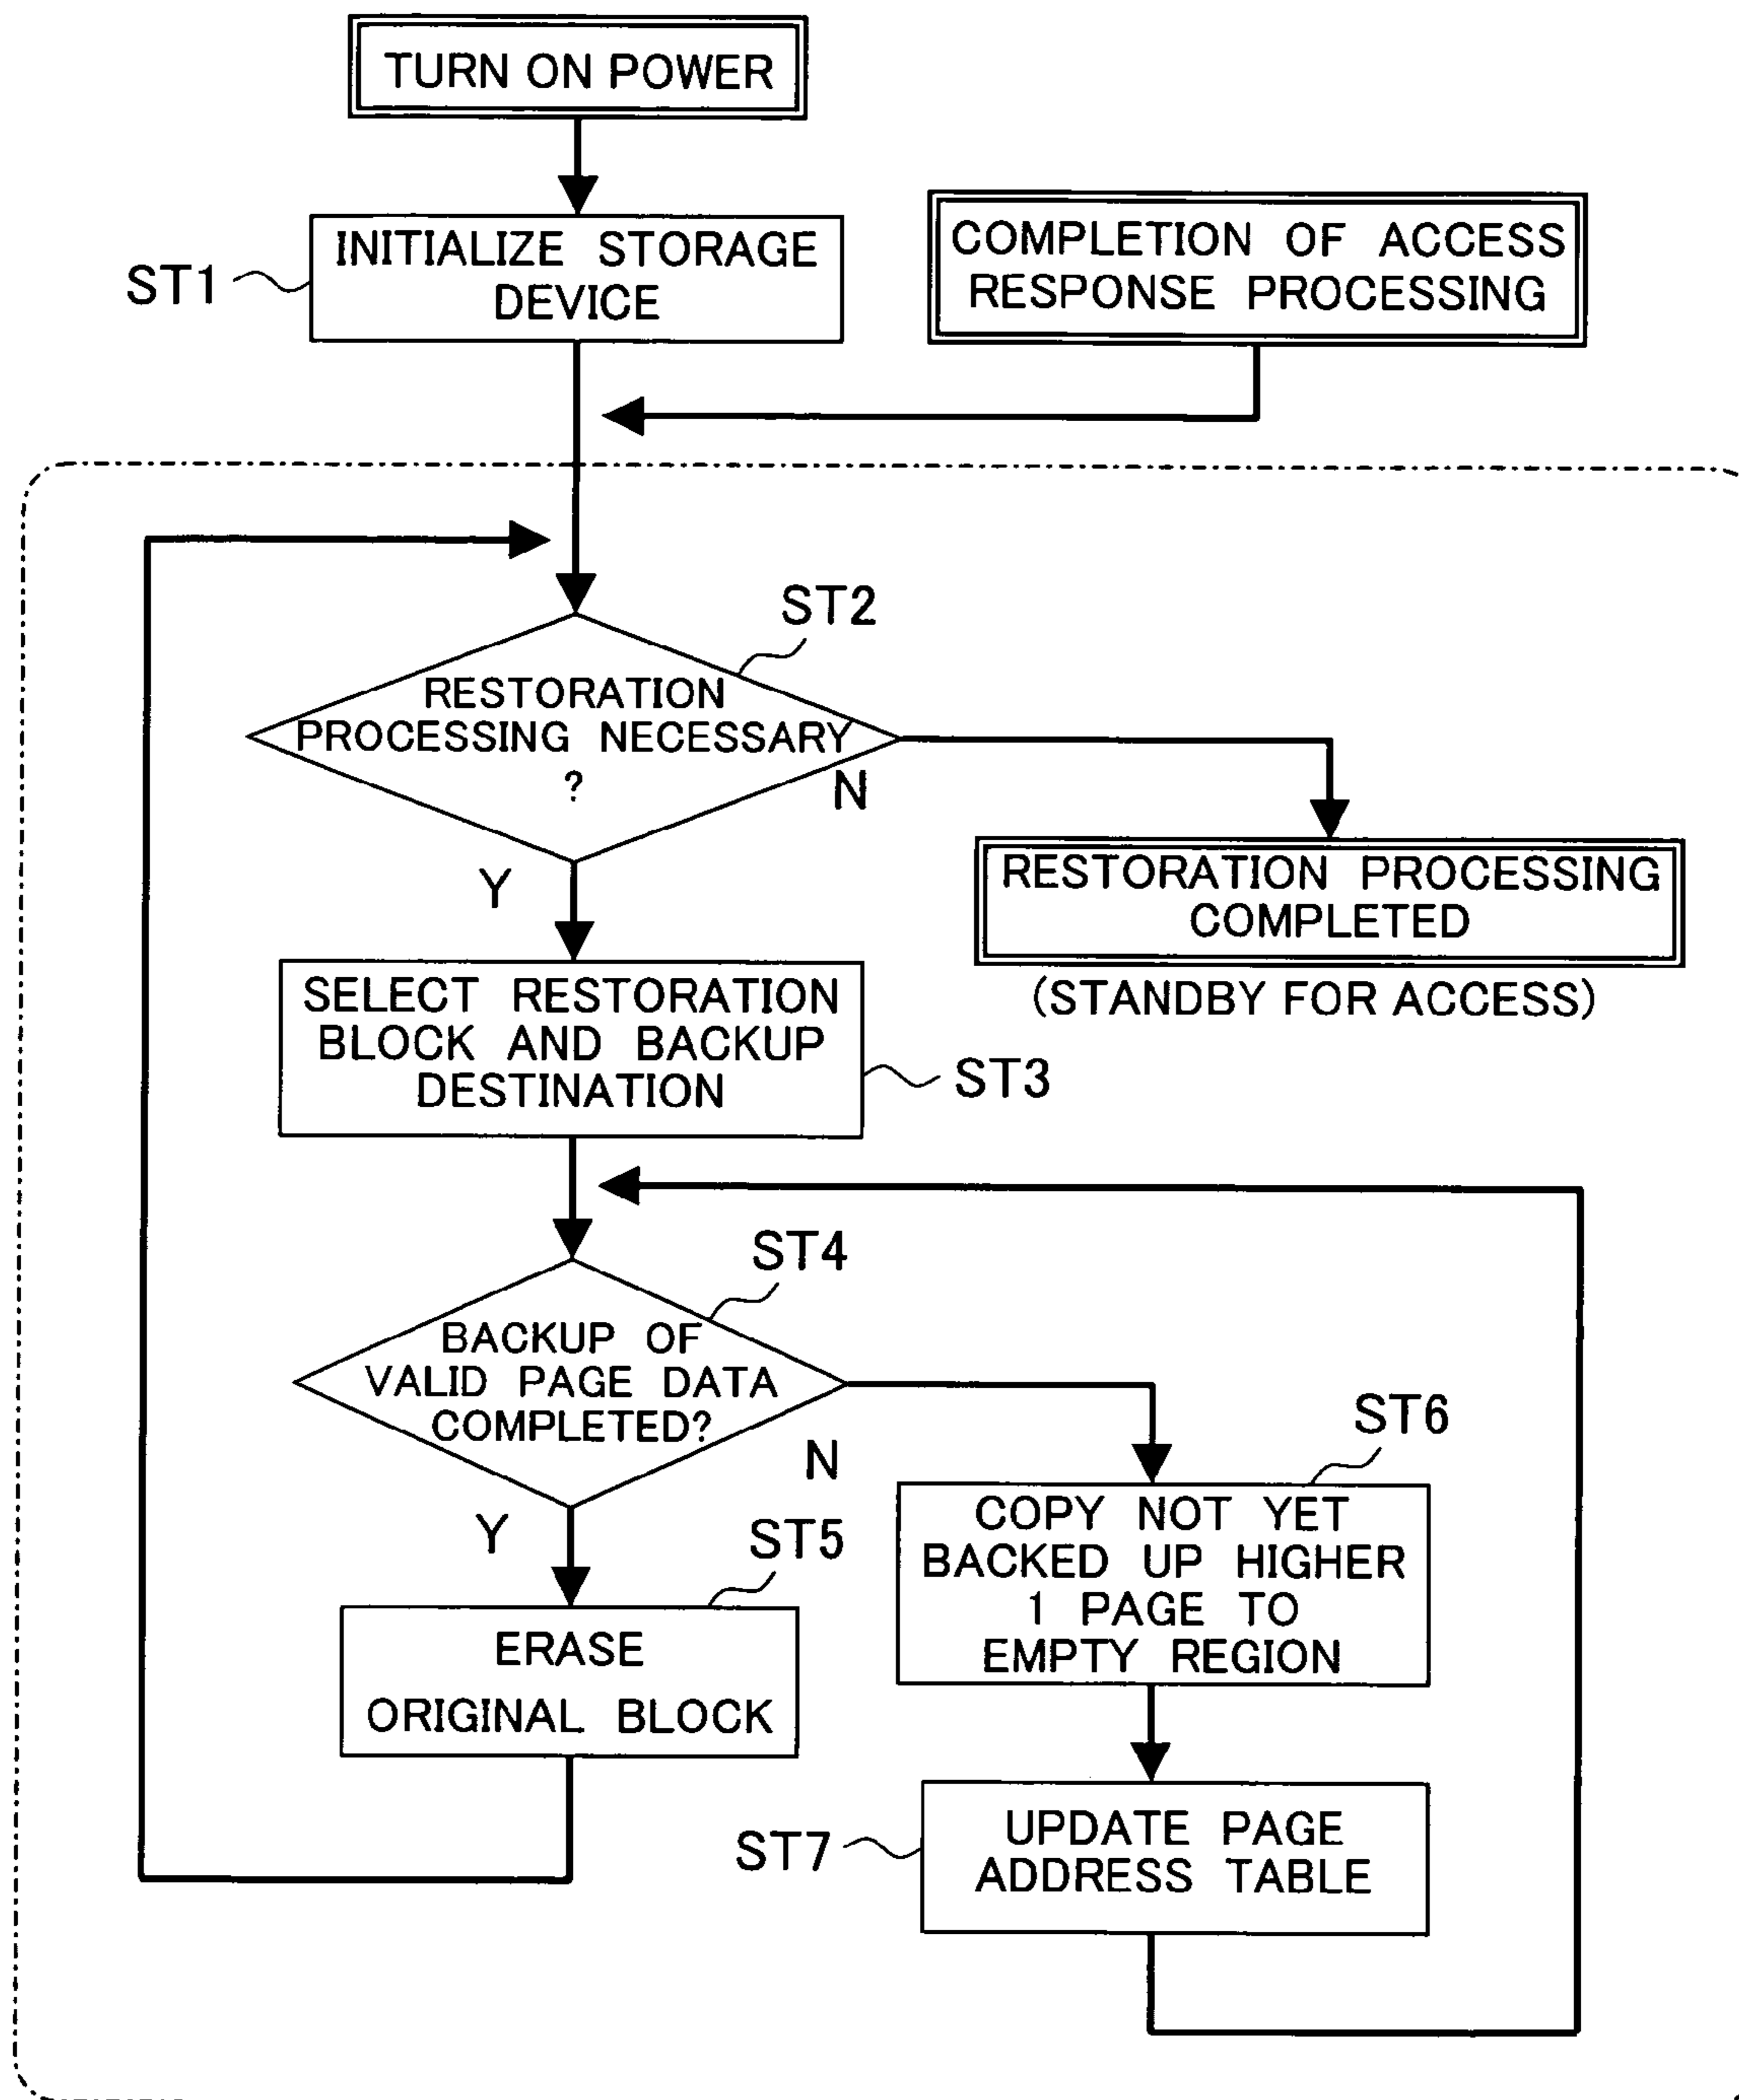 TURN ON POWER
INITIALIZE STORAGE
DEVICE
ST1
COMPLETION OF ACCESS
RESPONSE PROCESSING
ST2
RESTORATION
PROCESSING NECESSARY
?
N
Y
RESTORATION PROCESSING
COMPLETED
(STANDBY FOR ACCESS)
SELECT RESTORATION
BLOCK AND BACKUP
DESTINATION
ST3
ST4
BACKUP OF
VALID PAGE DATA
COMPLETED?
N
Y
ST5
ERASE
ORIGINAL BLOCK
ST6
COPY NOT YET
BACKED UP HIGHER
1 PAGE TO
EMPTY REGION
ST7
UPDATE PAGE
ADDRESS TABLE